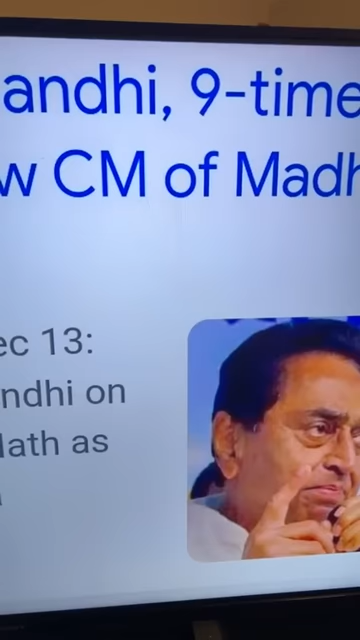 andhi, 9-time
w CM of Madh
ec 13:
ndhi on
lath as